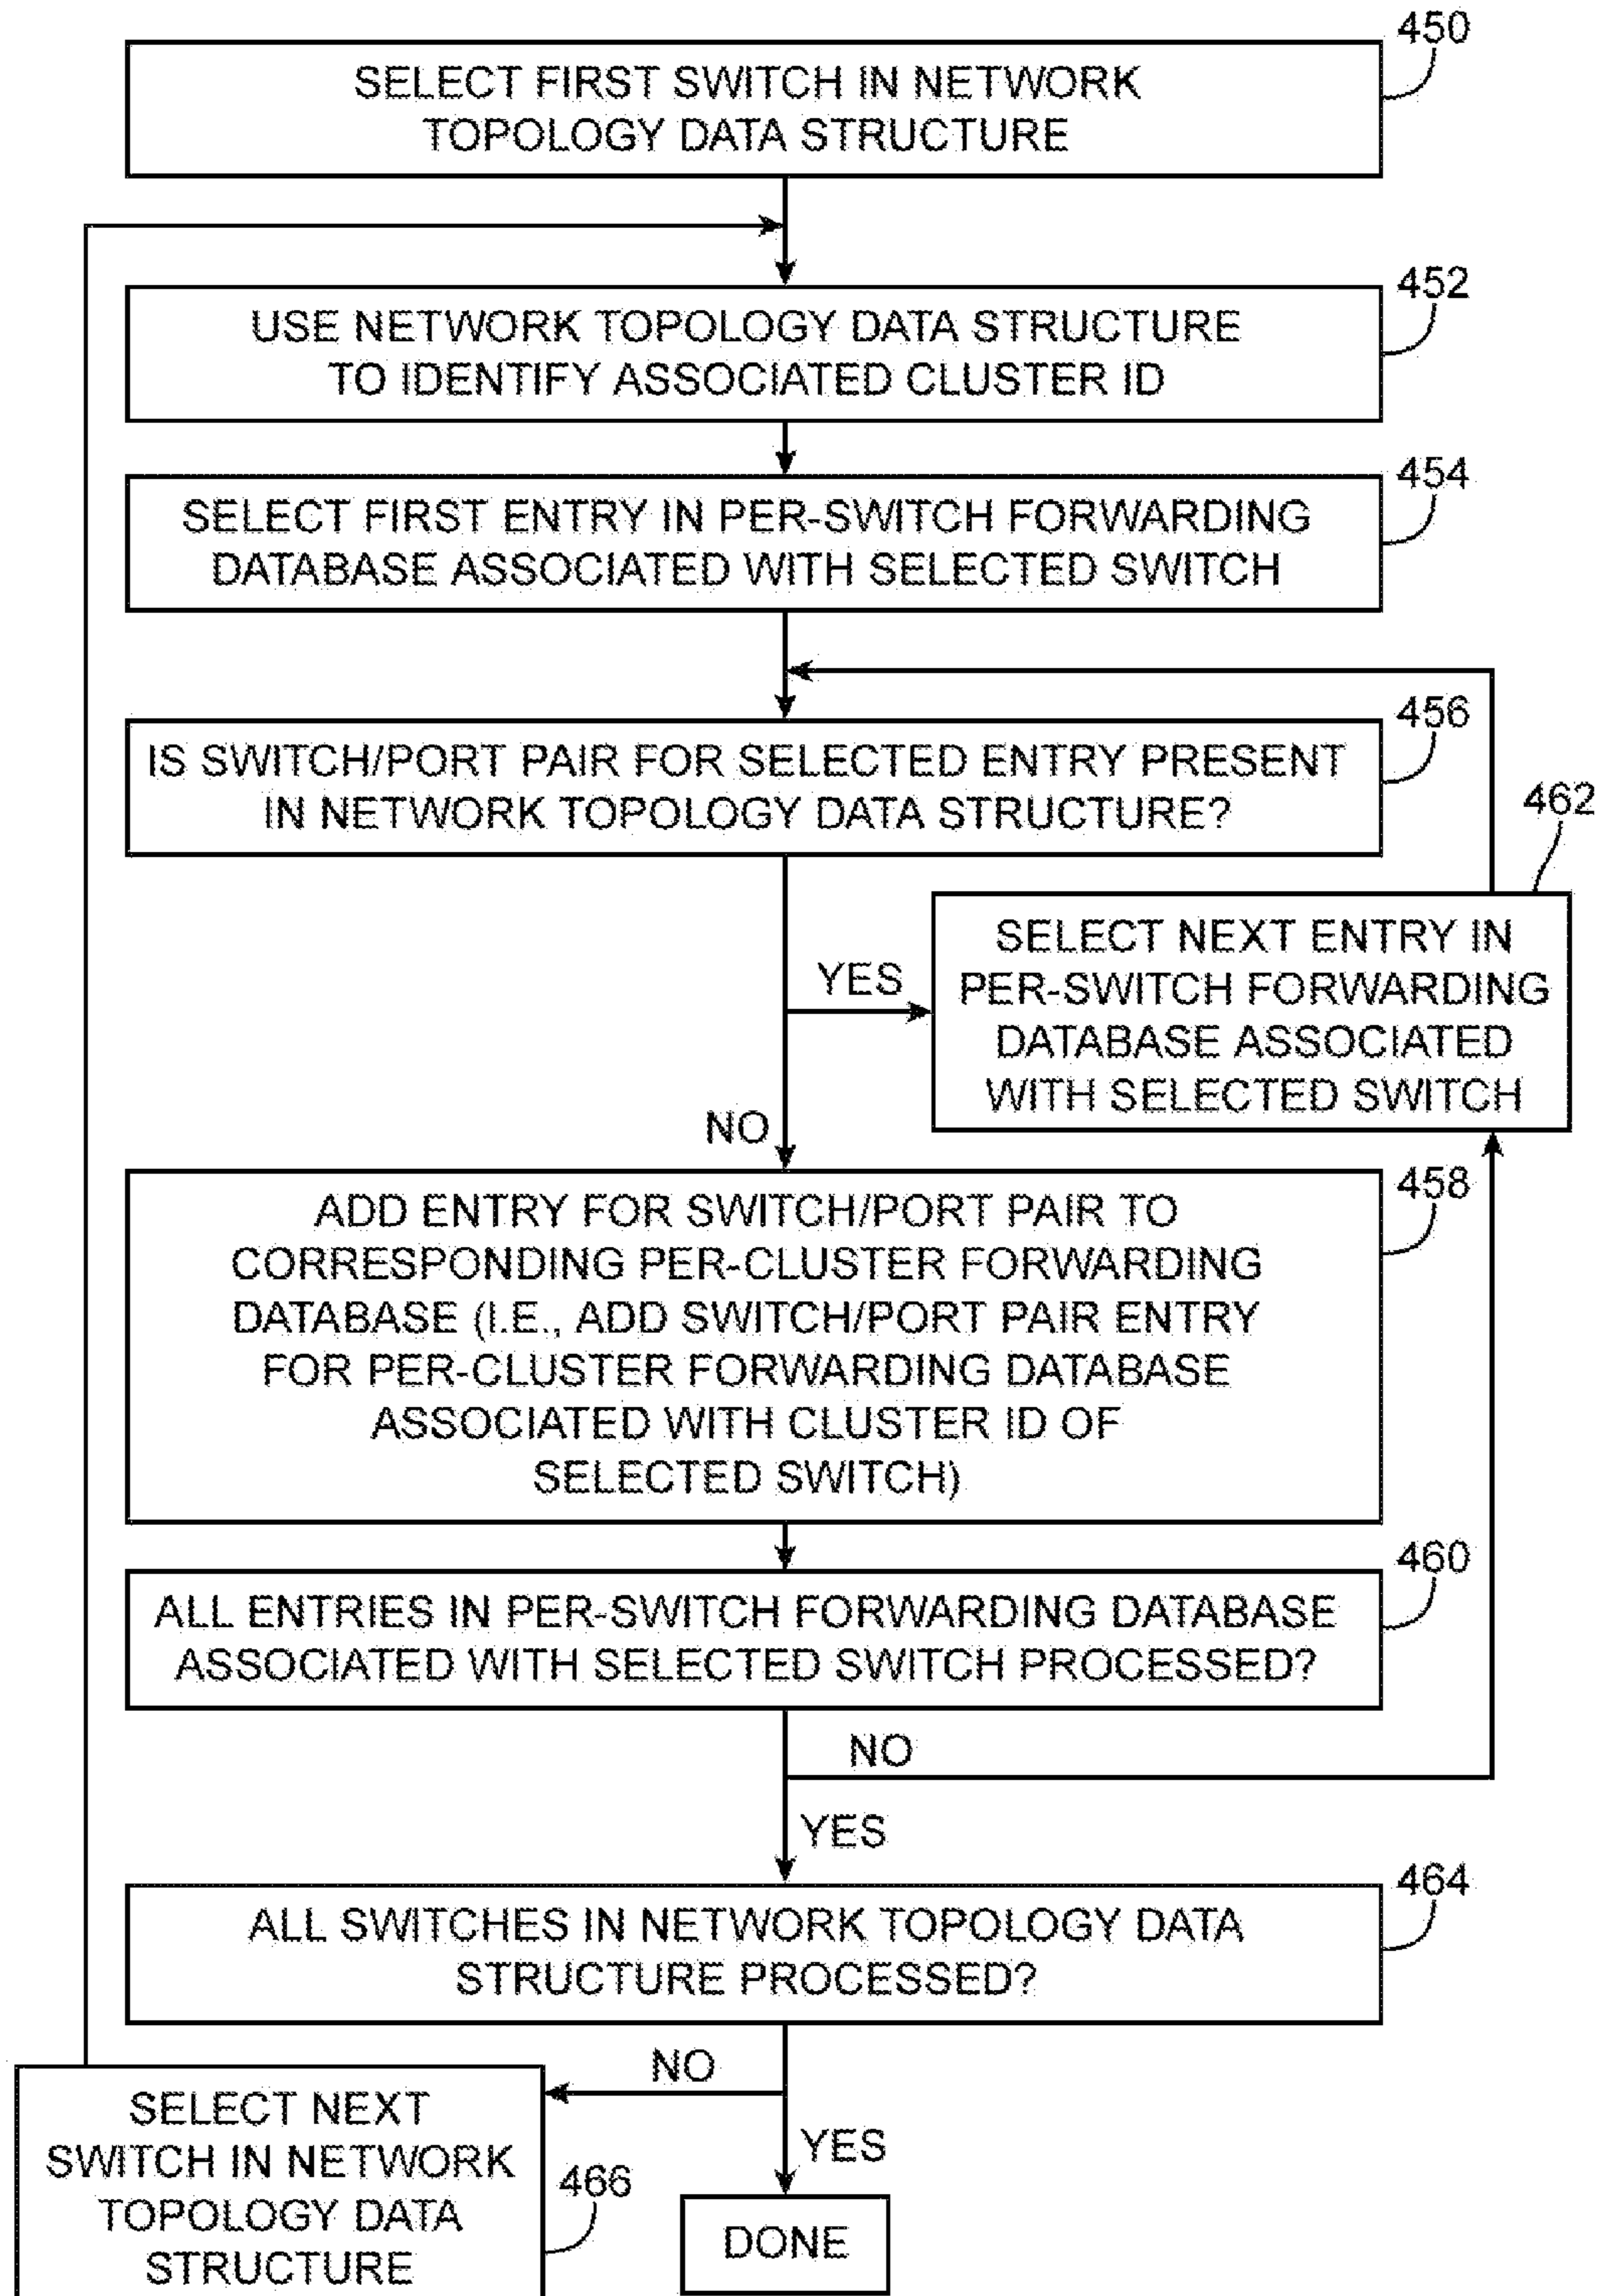 450
SELECT FIRST SWITCH IN NETWORK
TOPOLOGY DATA STRUCTURE
452
USE NETWORK TOPOLOGY DATA STRUCTURE
TO IDENTIFY ASSOCIATED CLUSTER ID
454
SELECT FIRST ENTRY IN PER-SWITCH FORWARDING
DATABASE ASSOCIATED WITH SELECTED SWITCH
456
IS SWITCH/PORT PAIR FOR SELECTED ENTRY PRESENT
IN NETWORK TOPOLOGY DATA STRUCTURE?
462
SELECT NEXT ENTRY IN
PER-SWITCH FORWARDING
DATABASE ASSOCIATED
WITH SELECTED SWITCH
YES
NO
458
ADD ENTRY FOR SWITCH/PORT PAIR TO
CORRESPONDING PER-CLUSTER FORWARDING
DATABASE (I.E., ADD SWITCH/PORT PAIR ENTRY
FOR PER-CLUSTER FORWARDING DATABASE
ASSOCIATED WITH CLUSTER ID OF
SELECTED SWITCH)
460
ALL ENTRIES IN PER-SWITCH FORWARDING DATABASE
ASSOCIATED WITH SELECTED SWITCH PROCESSED?
NO
YES
464
ALL SWITCHES IN NETWORK TOPOLOGY DATA
STRUCTURE PROCESSED?
NO
YES
SELECT NEXT
SWITCH IN NETWORK
TOPOLOGY DATA
STRUCTURE
466
DONE